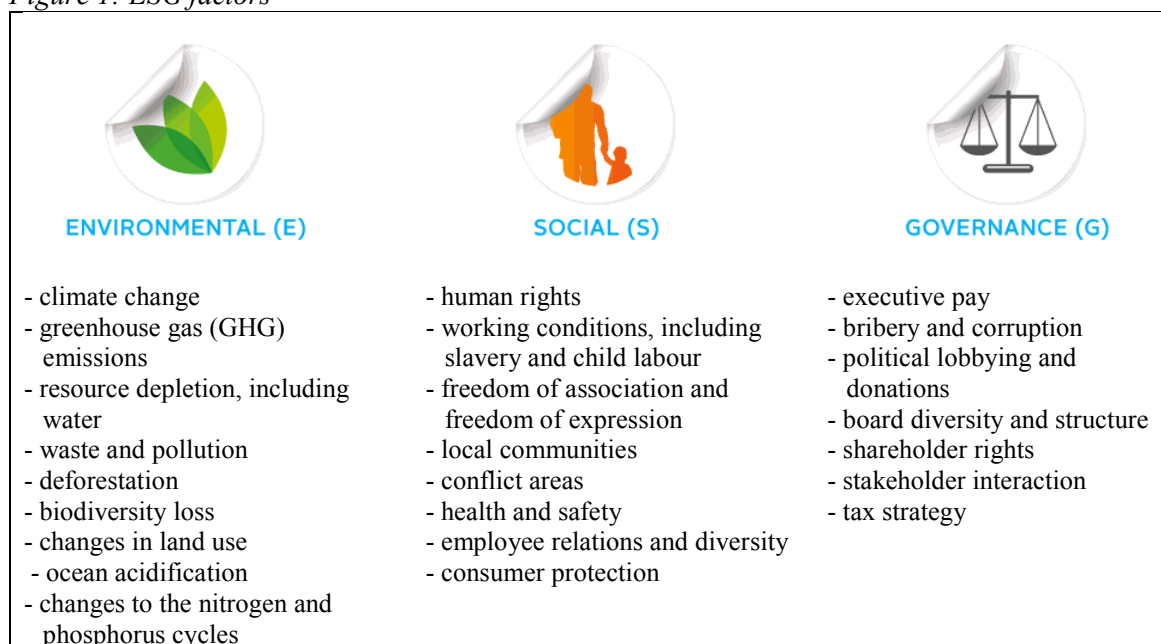 Figure 1: ESG factors
ENVIRONMENTAL (E)
- climate change
- greenhouse gas (GHG)
emissions
- resource depletion, including
water
- waste and pollution
- deforestation
- biodiversity loss
- changes in land use
- ocean acidification
- changes to the nitrogen and
phosphorus cycles
SOCIAL (S)
- human rights
- working conditions, including
slavery and child labour
- freedom of association and
freedom of expression
- local communities
- conflict areas
- health and safety
- employee relations and diversity
- consumer protection
GOVERNANCE (G)
- executive pay
- bribery and corruption
- political lobbying and
donations
- board diversity and structure
- shareholder rights
- stakeholder interaction
- tax strategy